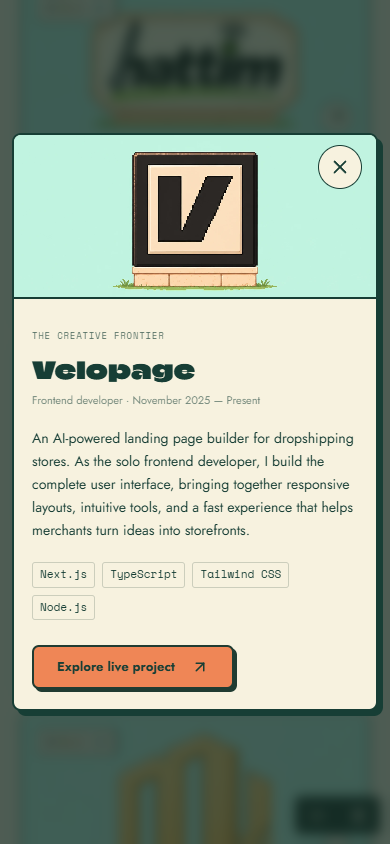 hattim
V
THE CREATIVE FRONTIER
Velopage
Frontend developer · November 2025 — Present
An AI-powered landing page builder for dropshipping
stores. As the solo frontend developer, I build the
complete user interface, bringing together responsive
layouts, intuitive tools, and a fast experience that helps
merchants turn ideas into storefronts.
Next.js
TypeScript
Tailwind CSS
Node.js
Explore live project